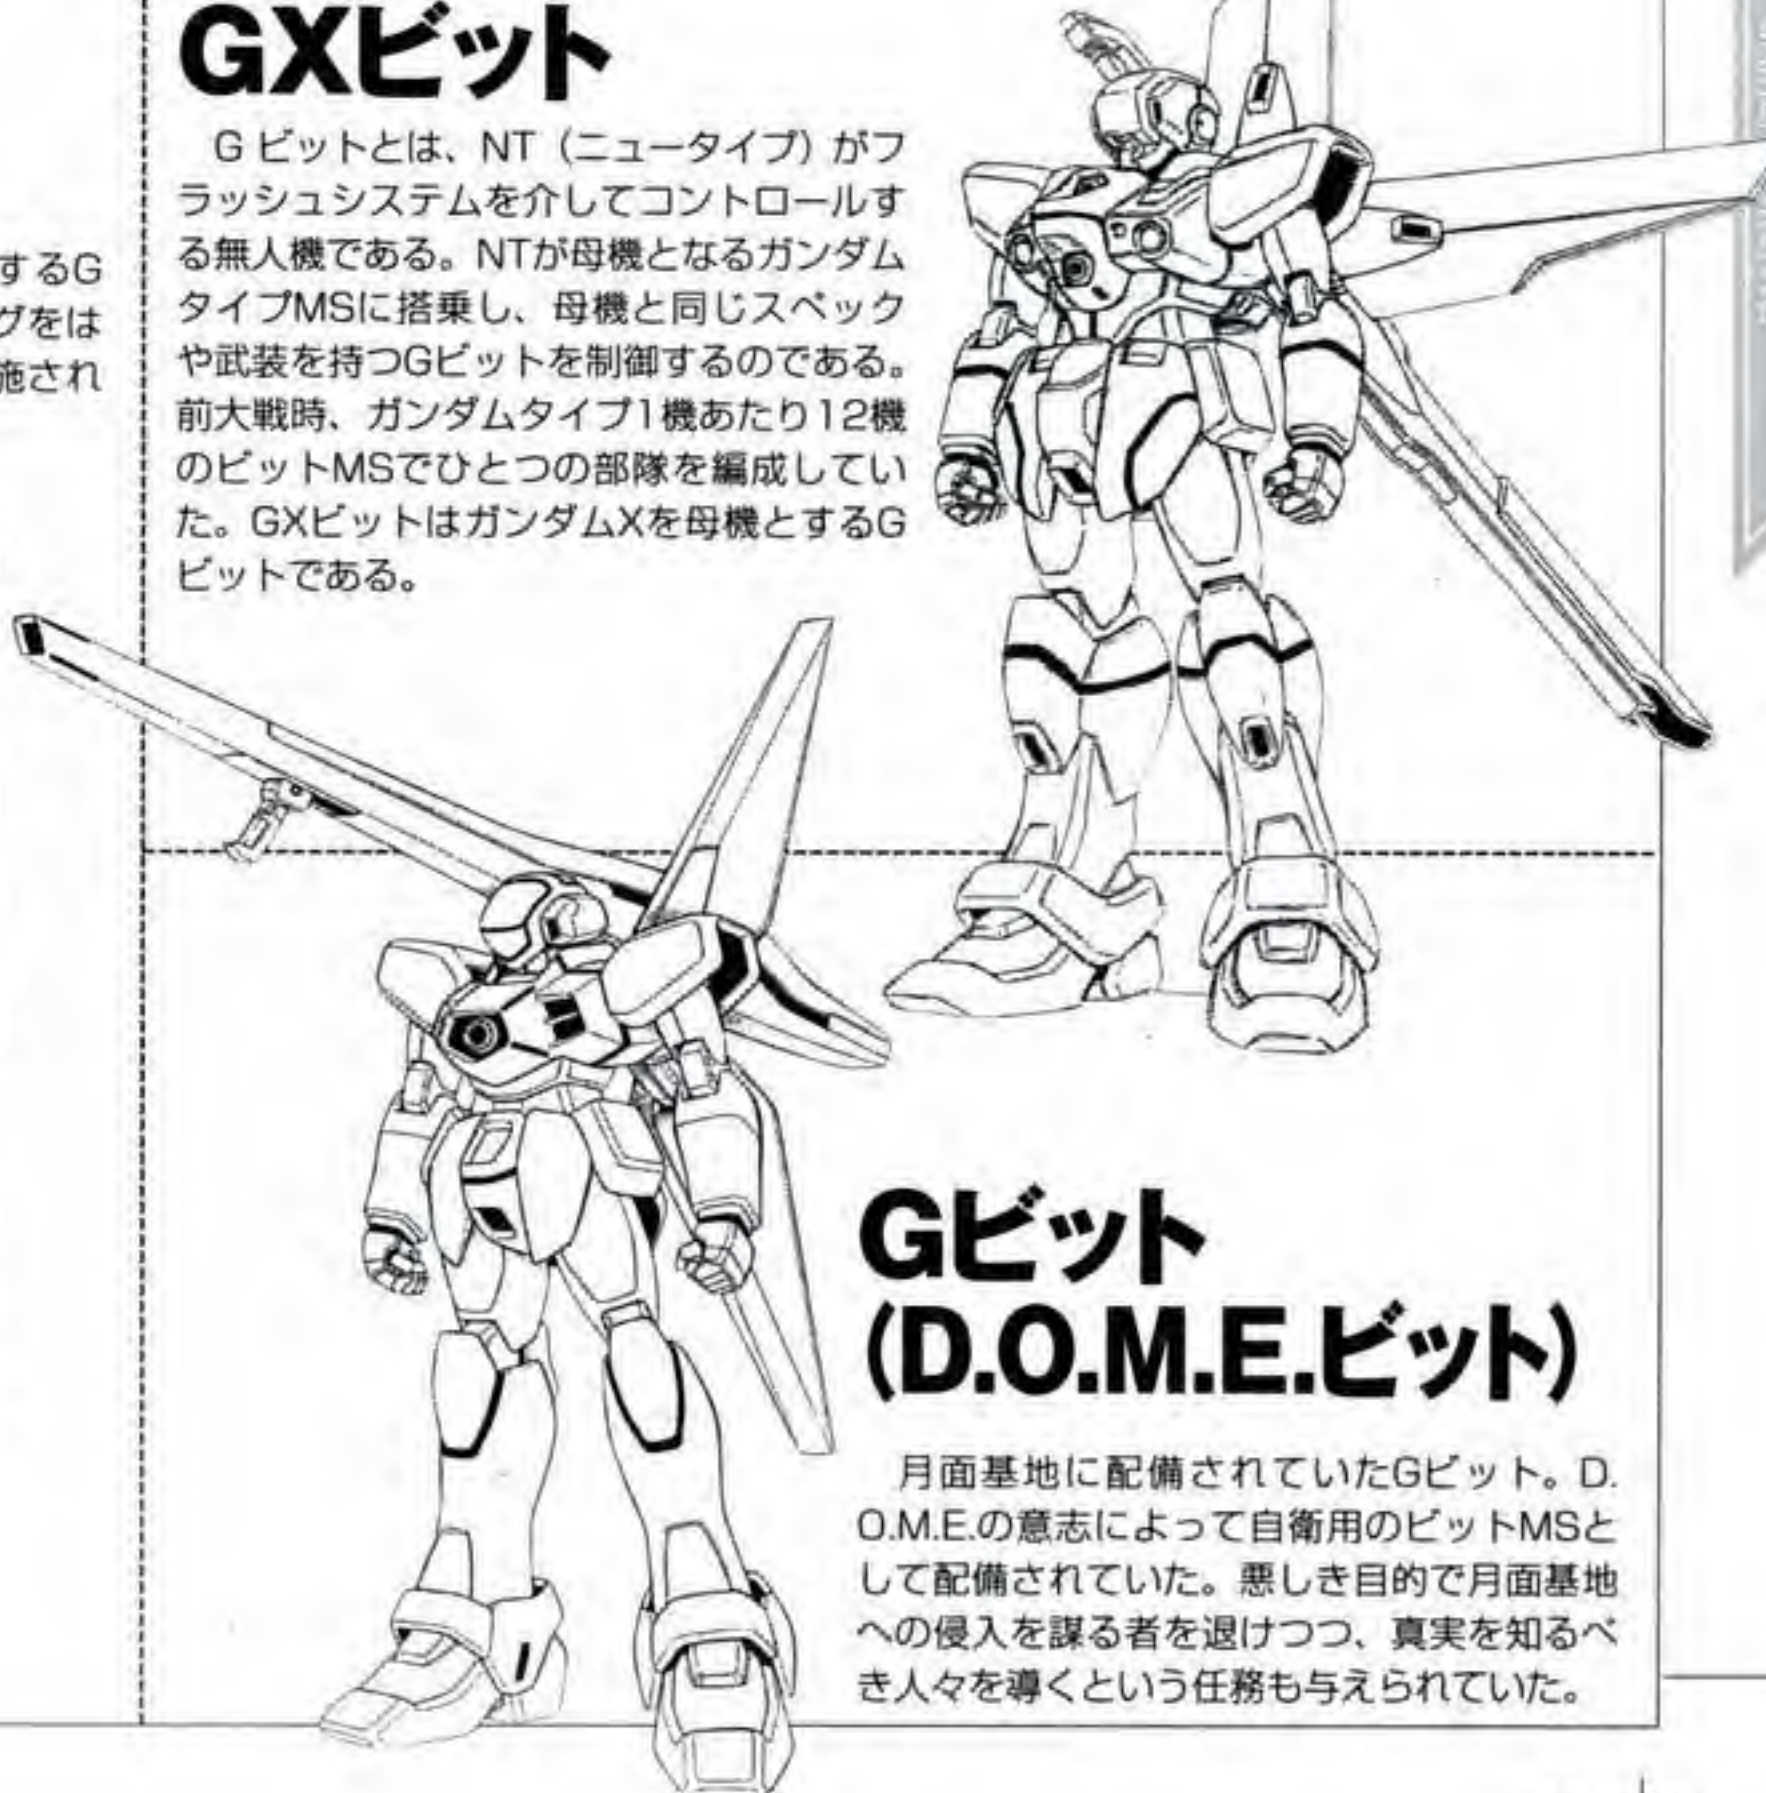 GXビット
G ビットとは、NT（ニュータイプ）がフ
ラッシュシステムを介してコントロールす
る無人機である。NTが母機となるガンダム
タイプMSに搭乗し、母機と同じスペック
や武装を持つGビットを制御するのである。
前大戦時、ガンダムタイプ1機あたり12機
のビットMSでひとつの部隊を編成してい
た。GXビットはガンダムXを母機とするG
ビットである。
するG
グをは
施され
Gビット
(D.O.M.E.ビット)
月面基地に配備されていたGビット。D.
O.M.E.の意志によって自衛用のビットMSと
して配備されていた。悪しき目的で月面基地
への侵入を謀る者を退けつつ、真実を知るべ
き人々を導くという任務も与えられていた。